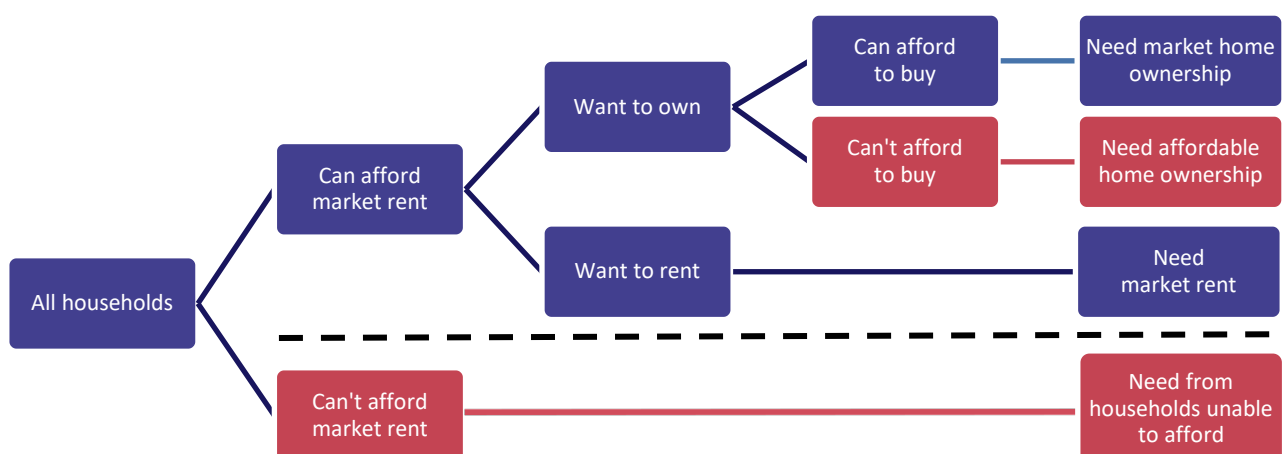 Can afford
to buy
Need market home
ownership
Want to own
Can't afford
to buy
Need affordable
home ownership
Can afford
market rent
Want to rent
Need
market rent
All households
Can't afford
market rent
Need from
households unable
to afford